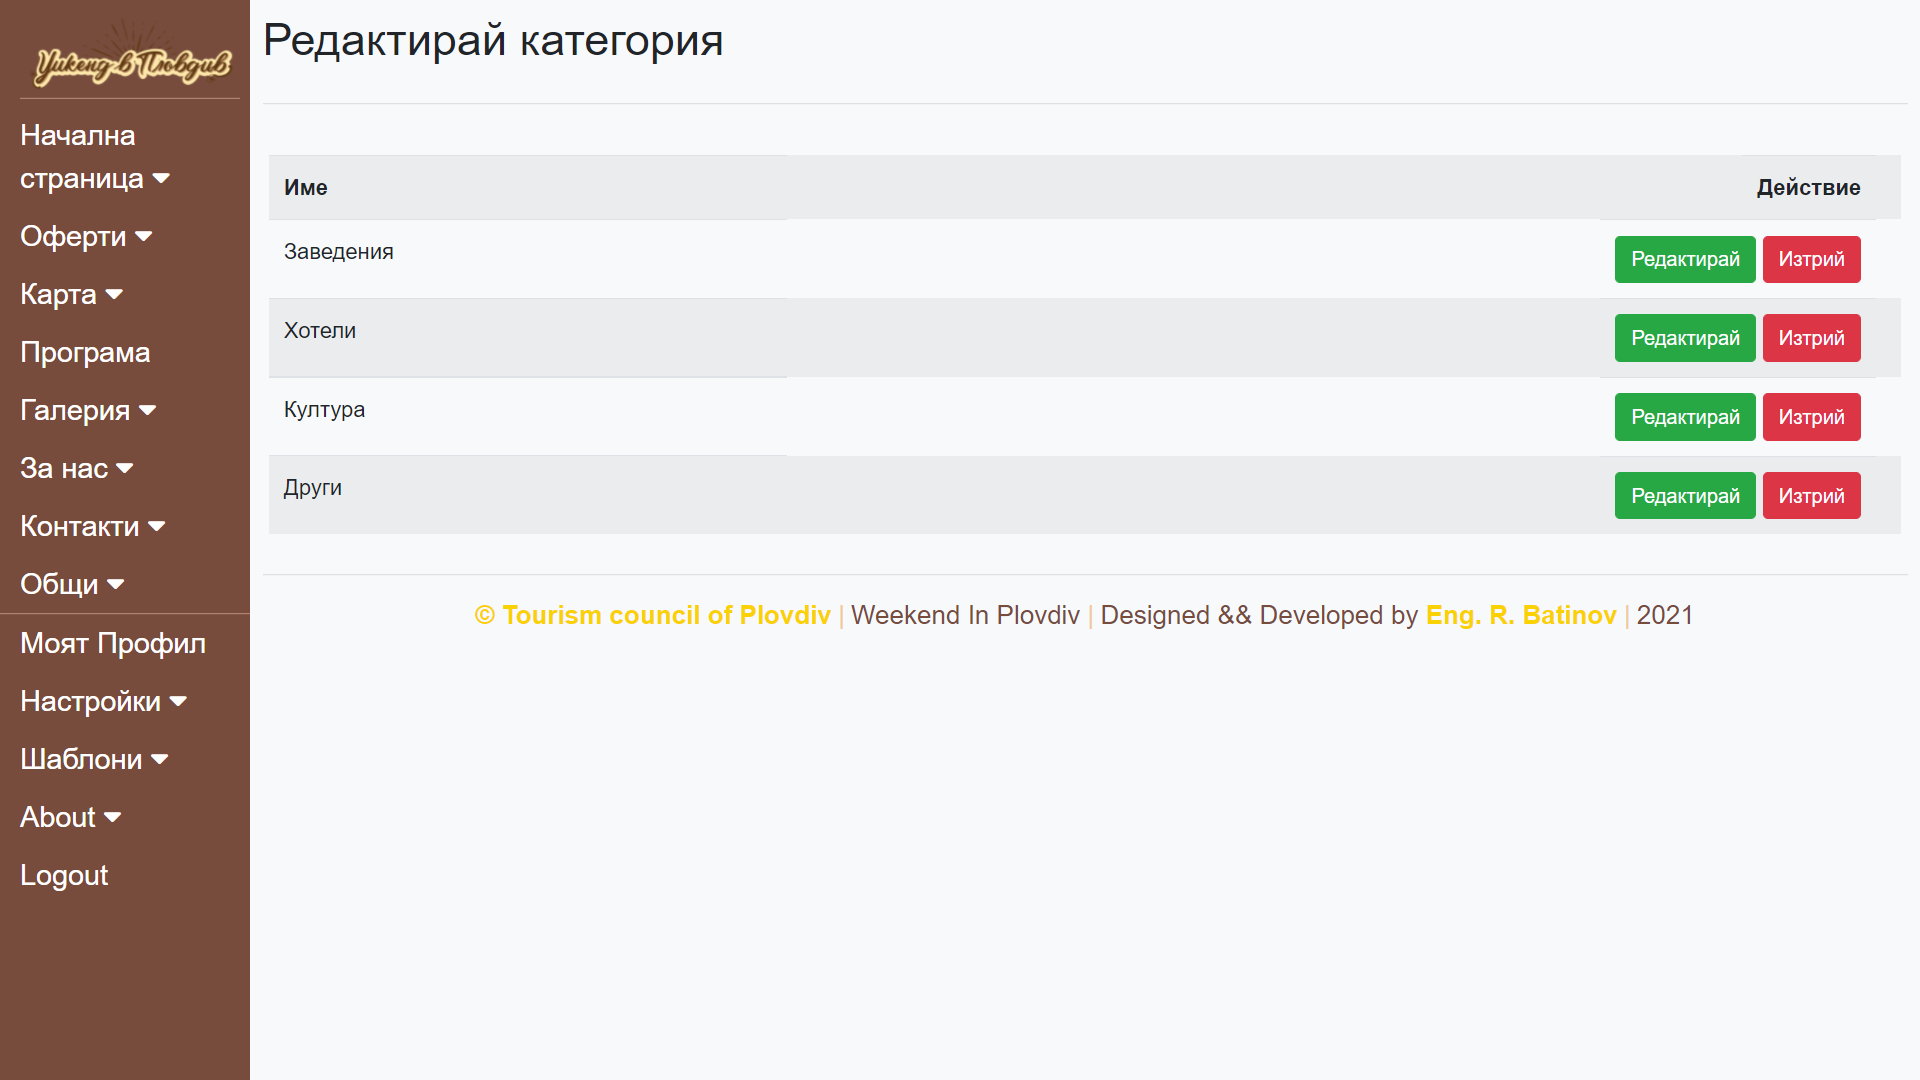 Уикенд в Пловдив
Редактирай категория
Начална
страница
Оферти
Карта
Програма
Галерия
За нас
Контакти
Общи
Моят Профил
Настройки
Шаблони
About
Logout
Име Действие
Заведения Редактирай Изтрий
Хотели Редактирай Изтрий
Култура Редактирай Изтрий
Други Редактирай Изтрий
© Tourism council of Plovdiv | Weekend In Plovdiv | Designed && Developed by Eng. R. Batinov | 2021